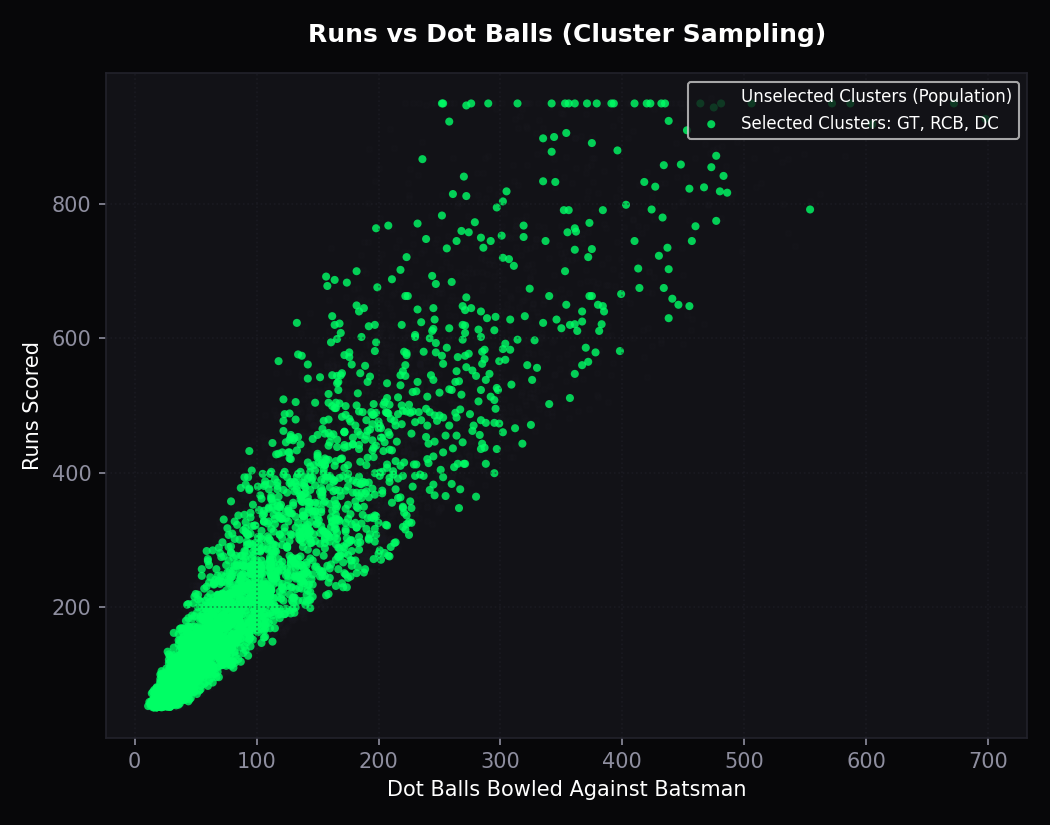 Runs vs Dot Balls (Cluster Sampling)
Unselected Clusters (Population)
Selected Clusters: GT, RCB, DC
Runs Scored
800
600
400
200
0 100 200 300 400 500 600 700
Dot Balls Bowled Against Batsman